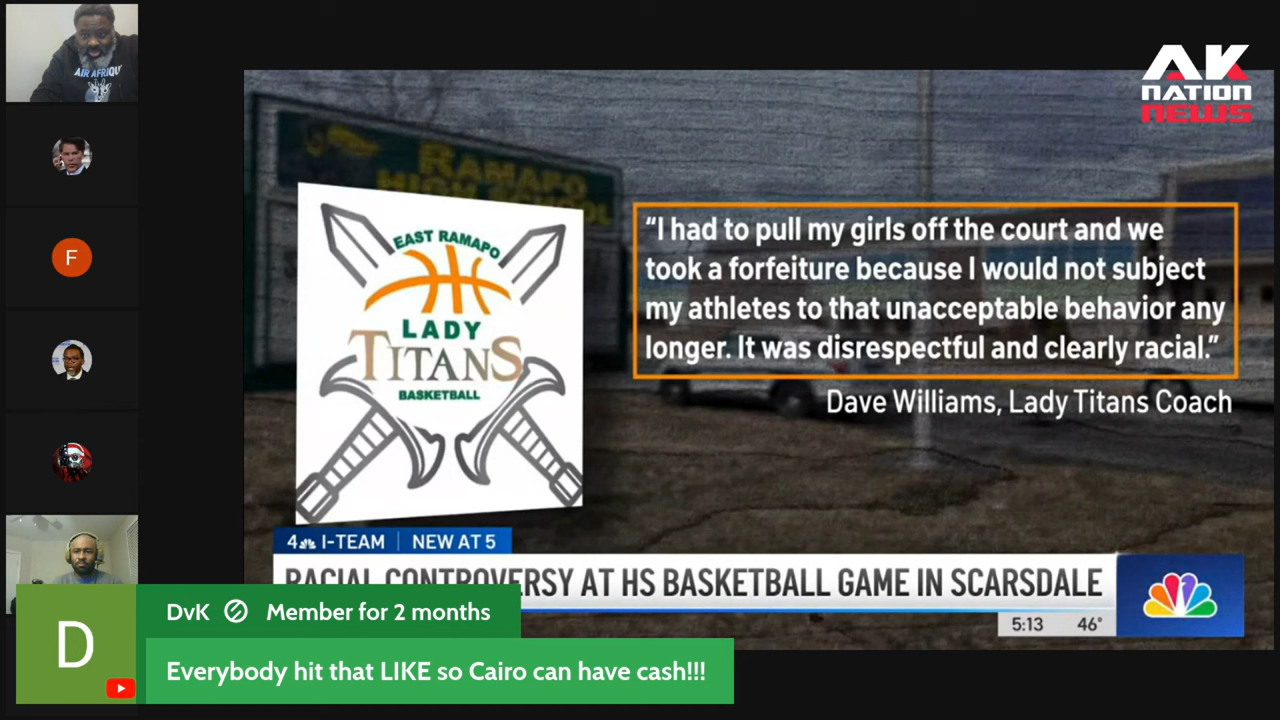 AIR AFRIQU
AK
NATION
NEWS
RAMAPO
HIGH SCHOOL
F
EAST RAMAPO
LADY
TITANS
BASKETBALL
“I had to pull my girls off the court and we
took a forfeiture because I would not subject
my athletes to that unacceptable behavior any
longer. It was disrespectful and clearly racial.”
Dave Williams, Lady Titans Coach
4 I-TEAM | NEW AT 5
RACIAL CONTROVERSY AT HS BASKETBALL GAME IN SCARSDALE
5:13 46°
D
DvK Member for 2 months
Everybody hit that LIKE so Cairo can have cash!!!